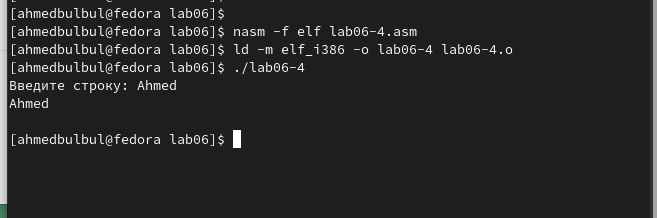 [ahmedbulbul@fedora lab06]$
[ahmedbulbul@fedora lab06]$ nasm -f elf lab06-4.asm
[ahmedbulbul@fedora lab06]$ ld -m elf_i386 -o lab06-4 lab06-4.o
[ahmedbulbul@fedora lab06]$ ./lab06-4
Введите строку: Ahmed
Ahmed
[ahmedbulbul@fedora lab06]$